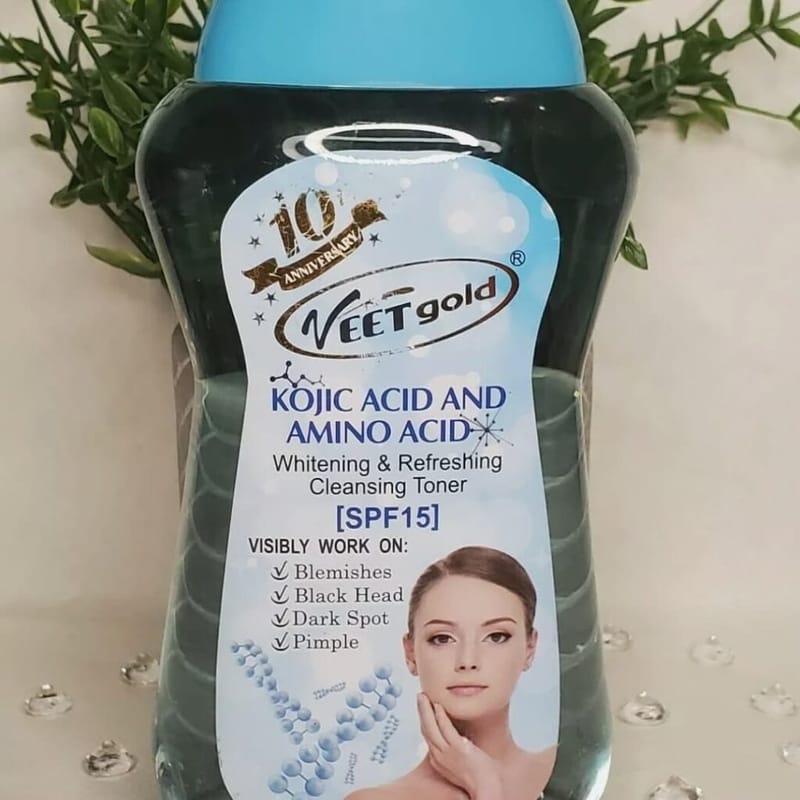 10
ANNIVERSARY
VEET gold ®
KOJIC ACID AND
AMINO ACID
Whitening & Refreshing
Cleansing Toner
[SPF15]
VISIBLY WORK ON:
Blemishes
Black Head
Dark Spot
Pimple